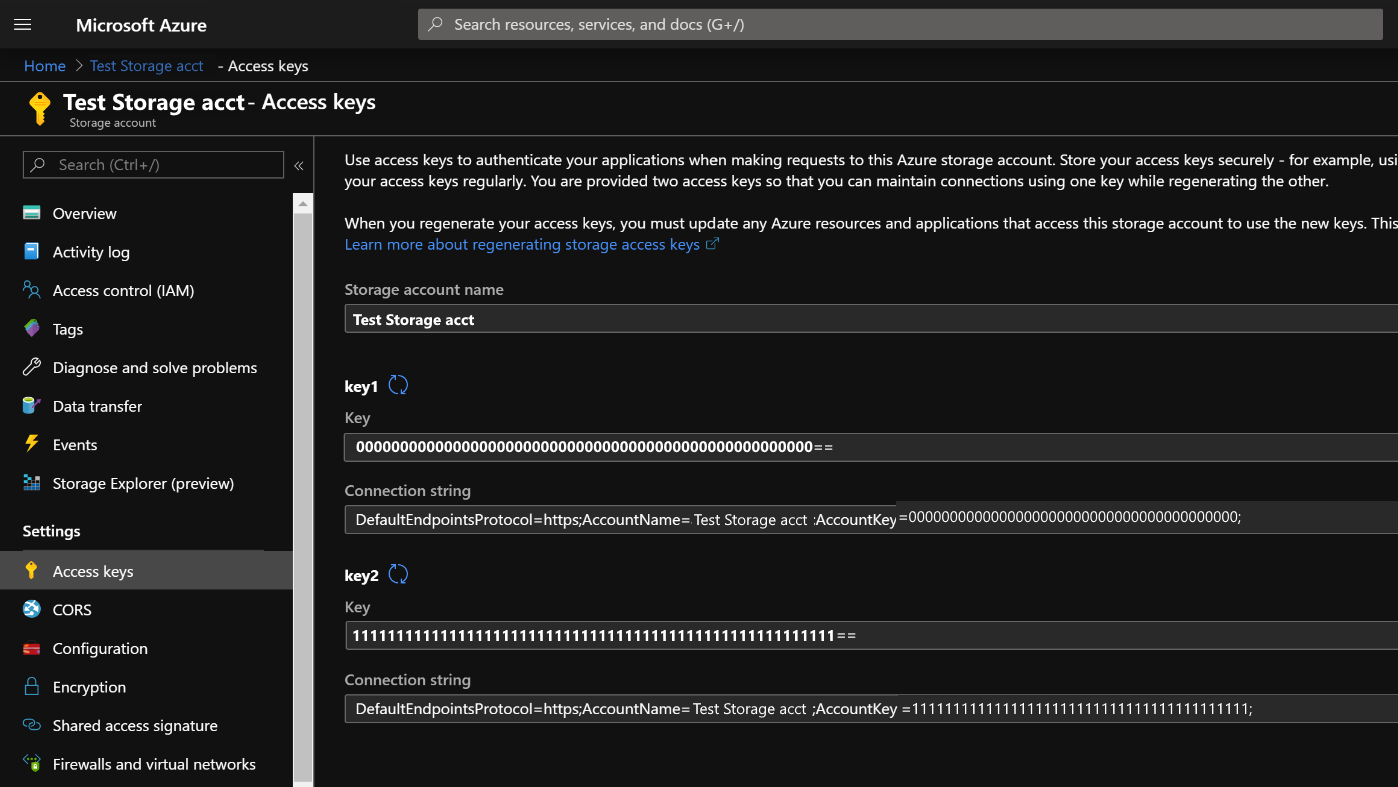 Microsoft Azure
Search resources, services, and docs (G+/)
Home > Test Storage acct - Access keys
Test Storage acct - Access keys
Storage account
Search (Ctrl+/)
«
Overview
Activity log
Access control (IAM)
Tags
Diagnose and solve problems
Data transfer
Events
Storage Explorer (preview)
Settings
Access keys
CORS
Configuration
Encryption
Shared access signature
Firewalls and virtual networks
Use access keys to authenticate your applications when making requests to this Azure storage account. Store your access keys securely - for example, usi
your access keys regularly. You are provided two access keys so that you can maintain connections using one key while regenerating the other.
When you regenerate your access keys, you must update any Azure resources and applications that access this storage account to use the new keys. This
Learn more about regenerating storage access keys
Storage account name
Test Storage acct
key1
Key
00000000000000000000000000000000000000000000000000000==
Connection string
DefaultEndpointsProtocol=https;AccountName= Test Storage acct ;AccountKey =0000000000000000000000000000000000000000;
key2
Key
11111111111111111111111111111111111111111111111111111111==
Connection string
DefaultEndpointsProtocol=https;AccountName= Test Storage acct ;AccountKey =11111111111111111111111111111111111111111;